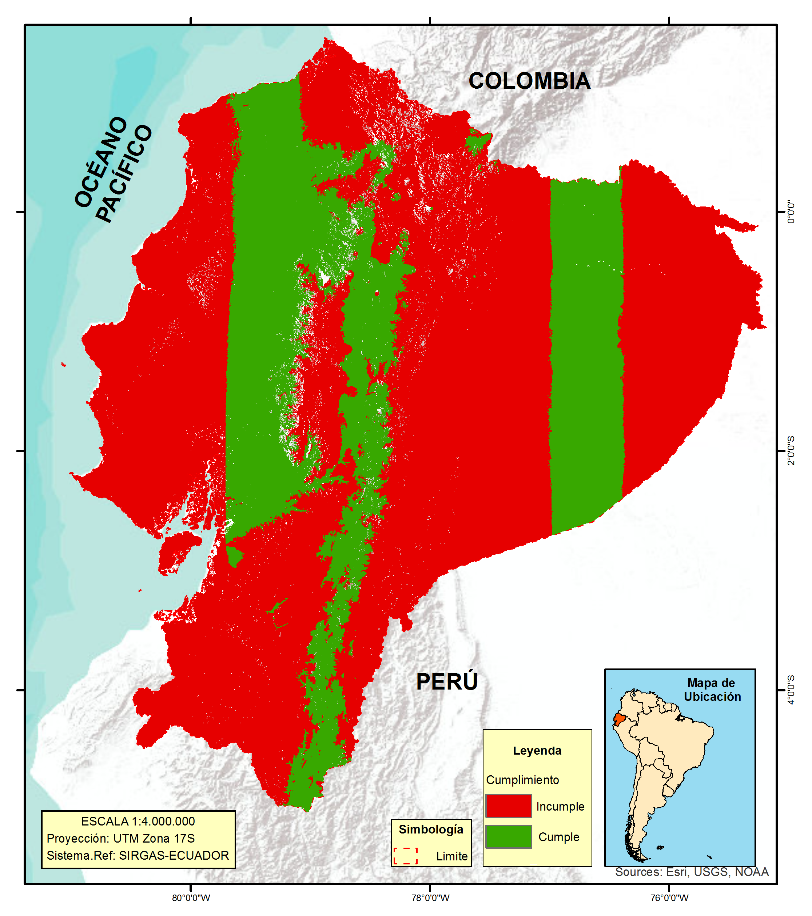 COLOMBIA
OCÉANO
PACÍFICO
0°0'0"
2°0'0"S
PERÚ
4°0'0"S
Mapa de
Ubicación
Leyenda
Cumplimiento
Incumple
Cumple
Simbología
Limite
ESCALA 1:4.000.000
Proyección: UTM Zona 17S
Sistema.Ref: SIRGAS-ECUADOR
Sources: Esri, USGS, NOAA
80°0'0"W
78°0'0"W
76°0'0"W